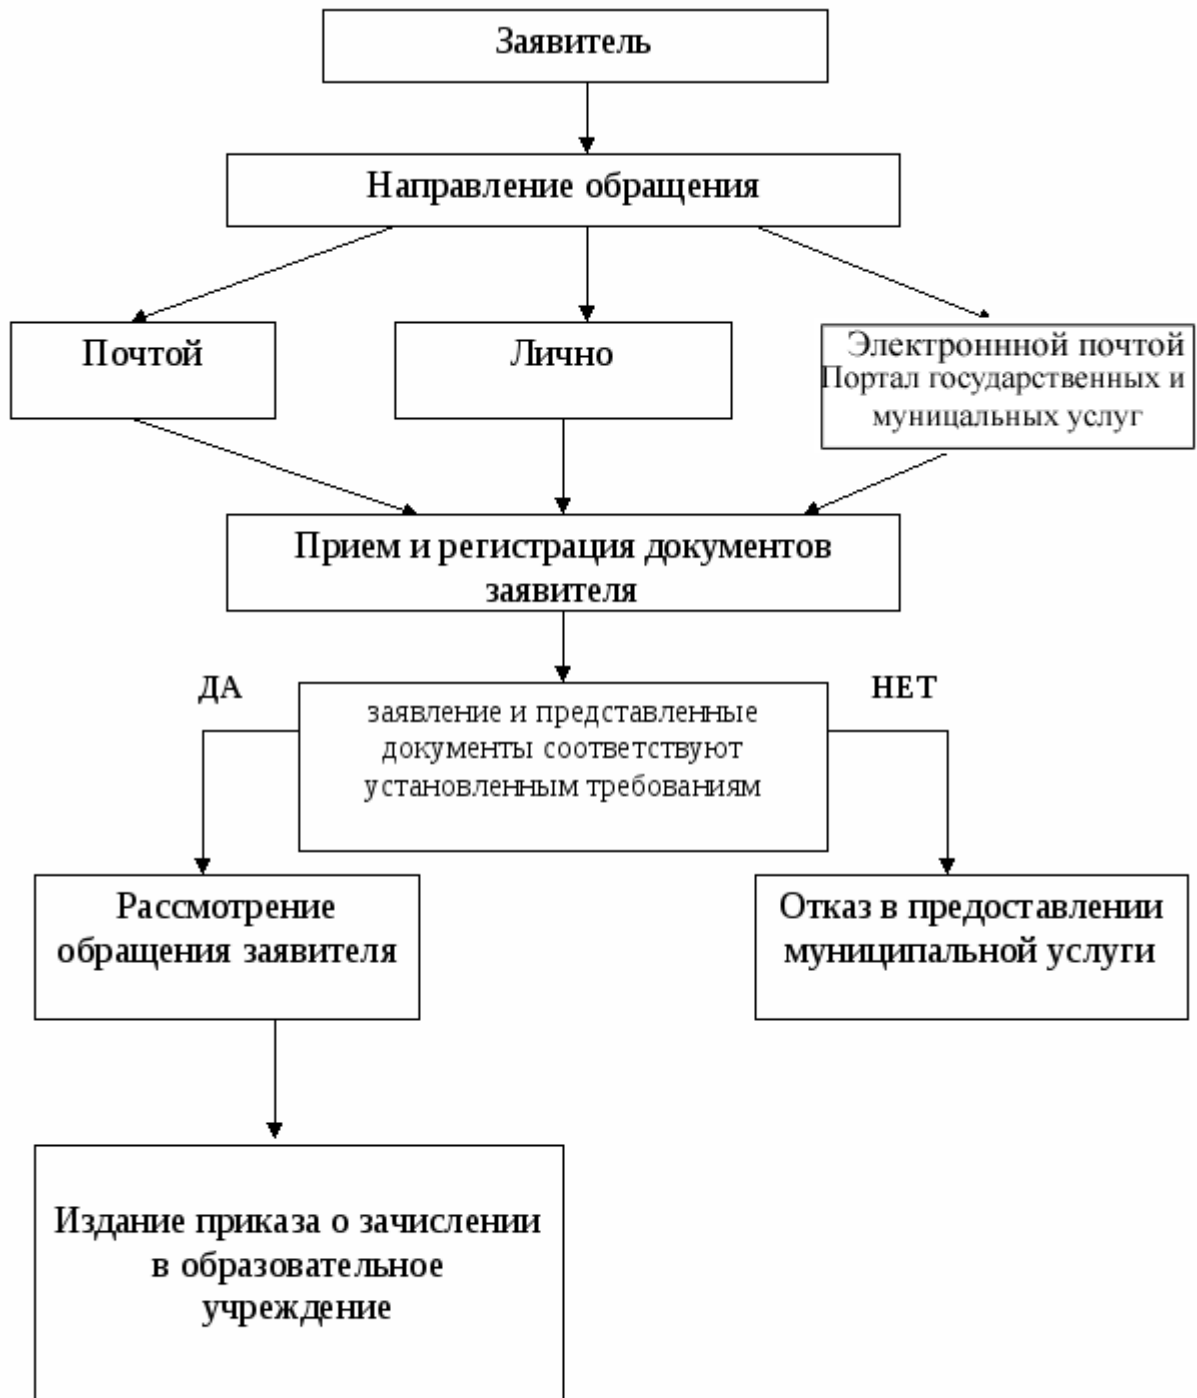 Заявитель
Направление обращения
Почтой
Лично
Электроннной почтой
Портал государственных и
муницальных услуг
Прием и регистрация документов
заявителя
ДА
НЕТ
заявление и представленные
документы соответствуют
установленным требованиям
Рассмотрение
обращения заявителя
Отказ в предоставлении
муниципальной услуги
Издание приказа о зачислении
в образовательное
учреждение